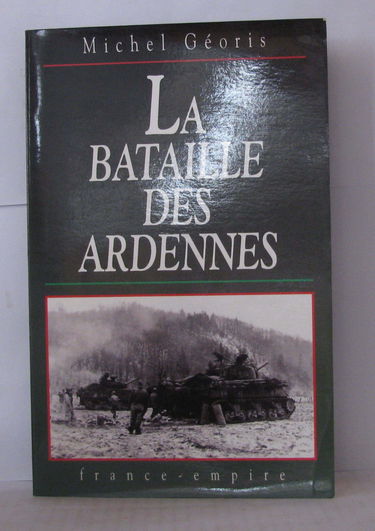 Michel Géoris
LA
BATAILLE
DES
ARDENNES
france-empire